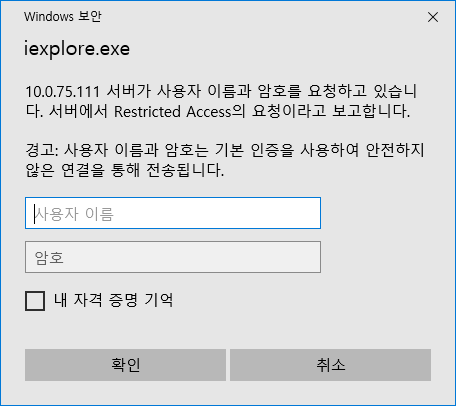 Windows 보안
iexplore.exe
10.0.75.111 서버가 사용자 이름과 암호를 요청하고 있습니
다. 서버에서 Restricted Access의 요청이라고 보고합니다.
경고: 사용자 이름과 암호는 기본 인증을 사용하여 안전하지
않은 연결을 통해 전송됩니다.
사용자 이름
암호
내 자격 증명 기억
확인
취소